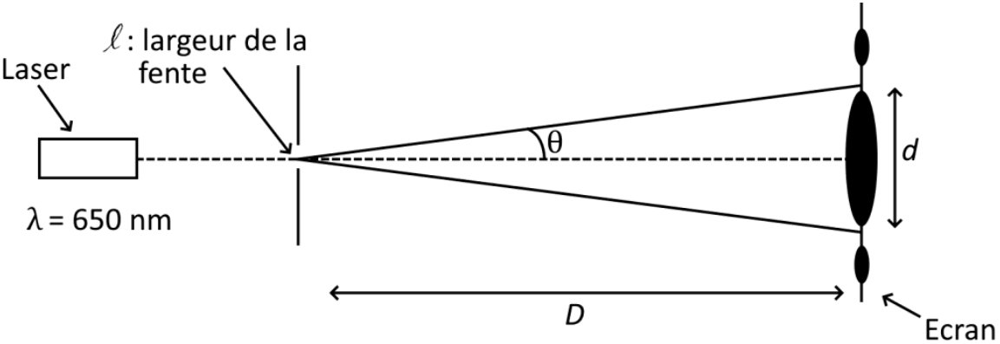 ℓ : largeur de la
fente
Laser
θ
d
λ = 650 nm
D
Ecran